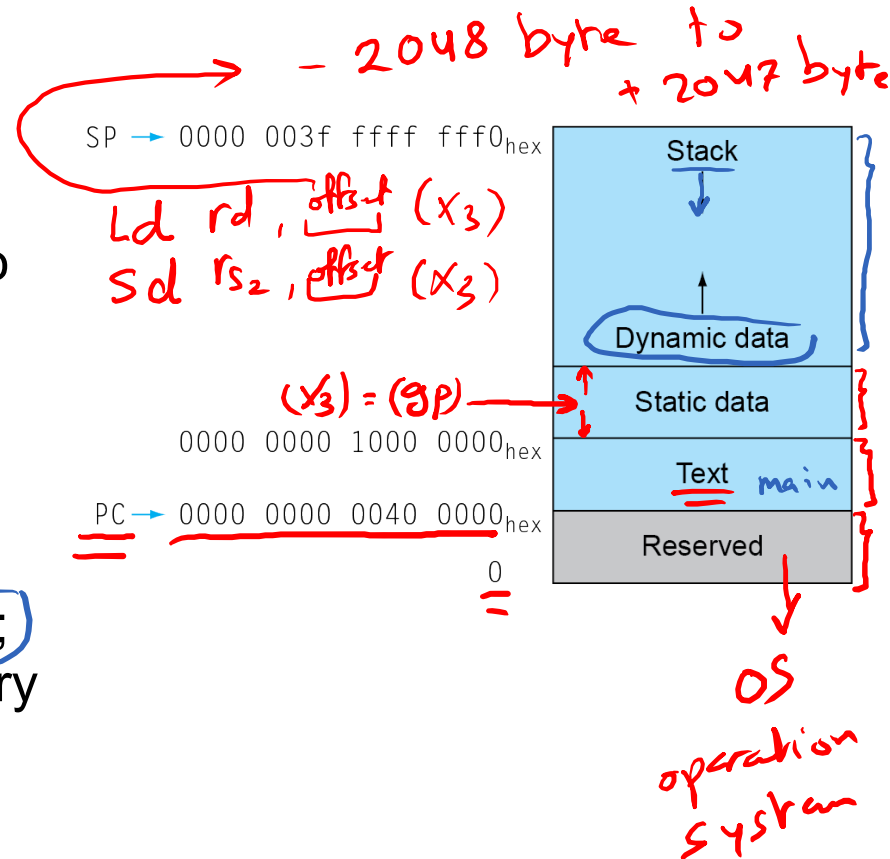 - 2048 byte to
+ 2047 byte
SP → 0000 003f ffff fff0hex
Stack
Ld rd, offset (x3)
Sd rs2, offset (x3)
Dynamic data
(x3) = (gp)
Static data
0000 0000 1000 0000hex
Text main
PC → 0000 0000 0040 0000hex
Reserved
0
;
ry
OS
operation
system